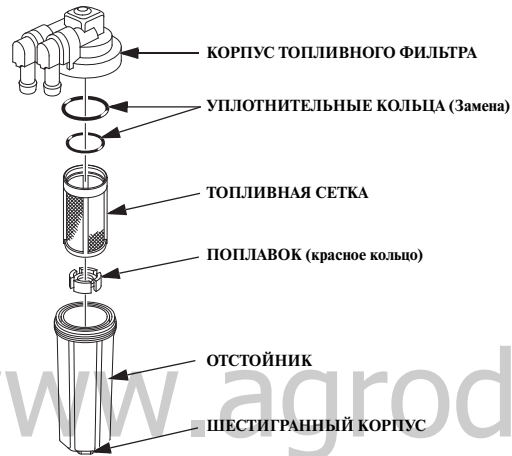 КОРПУС ТОПЛИВНОГО ФИЛЬТРА
УПЛОТНИТЕЛЬНЫЕ КОЛЬЦА (Замена)
ТОПЛИВНАЯ СЕТКА
ПОПЛАВОК (красное кольцо)
ОТСТОЙНИК
www.agrod
ШЕСТИГРАННЫЙ КОРПУС